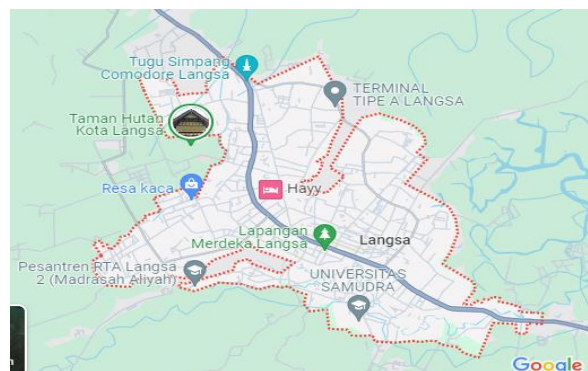 Tugu Simpang
Comodore Langsa
TERMINAL
TIPE A LANGSA
Taman Hutan
Kota Langsa
Resa kaca
Hayy
Lapangan
Merdeka Langsa
Langsa
Pesantren RTA Langsa
2 (Madrasah Aliyah)
UNIVERSITAS
SAMUDRA
Google